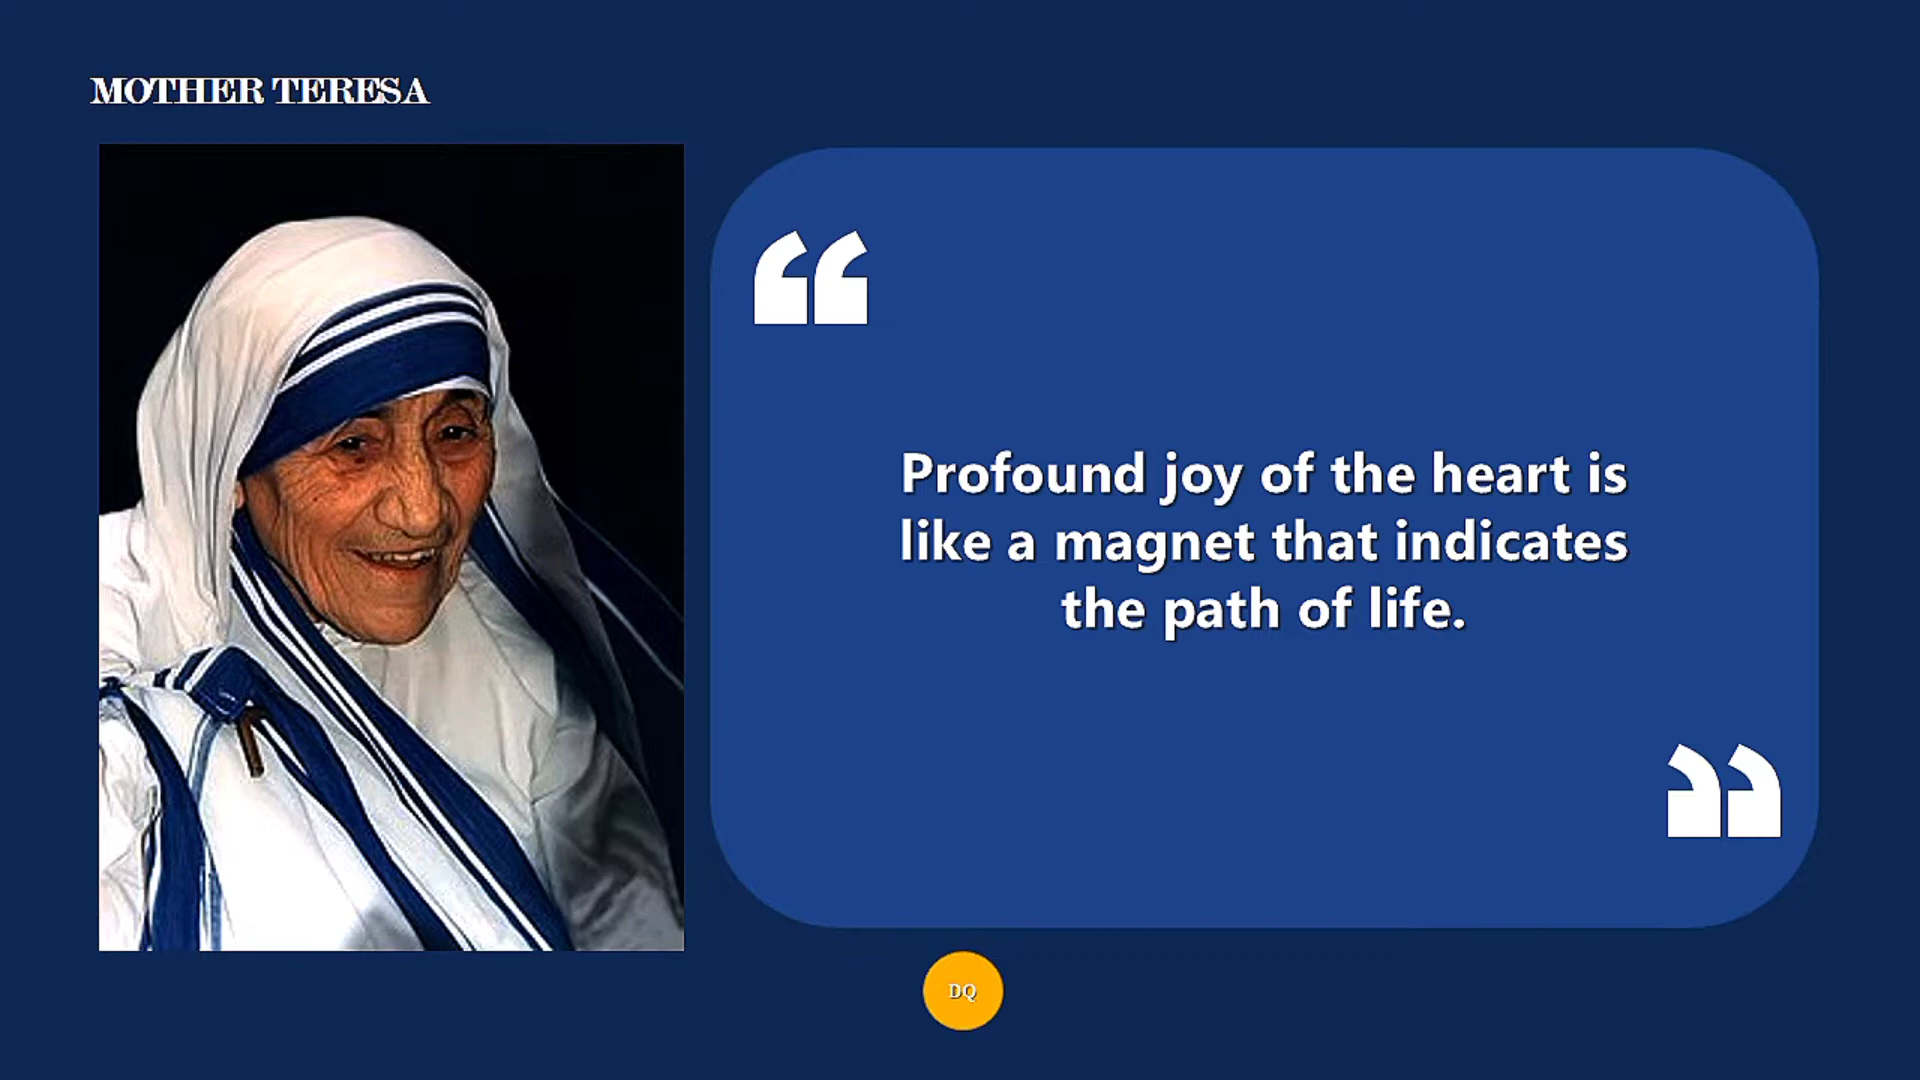 MOTHER TERESA
“
Profound joy of the heart is
like a magnet that indicates
the path of life.
”
DQ